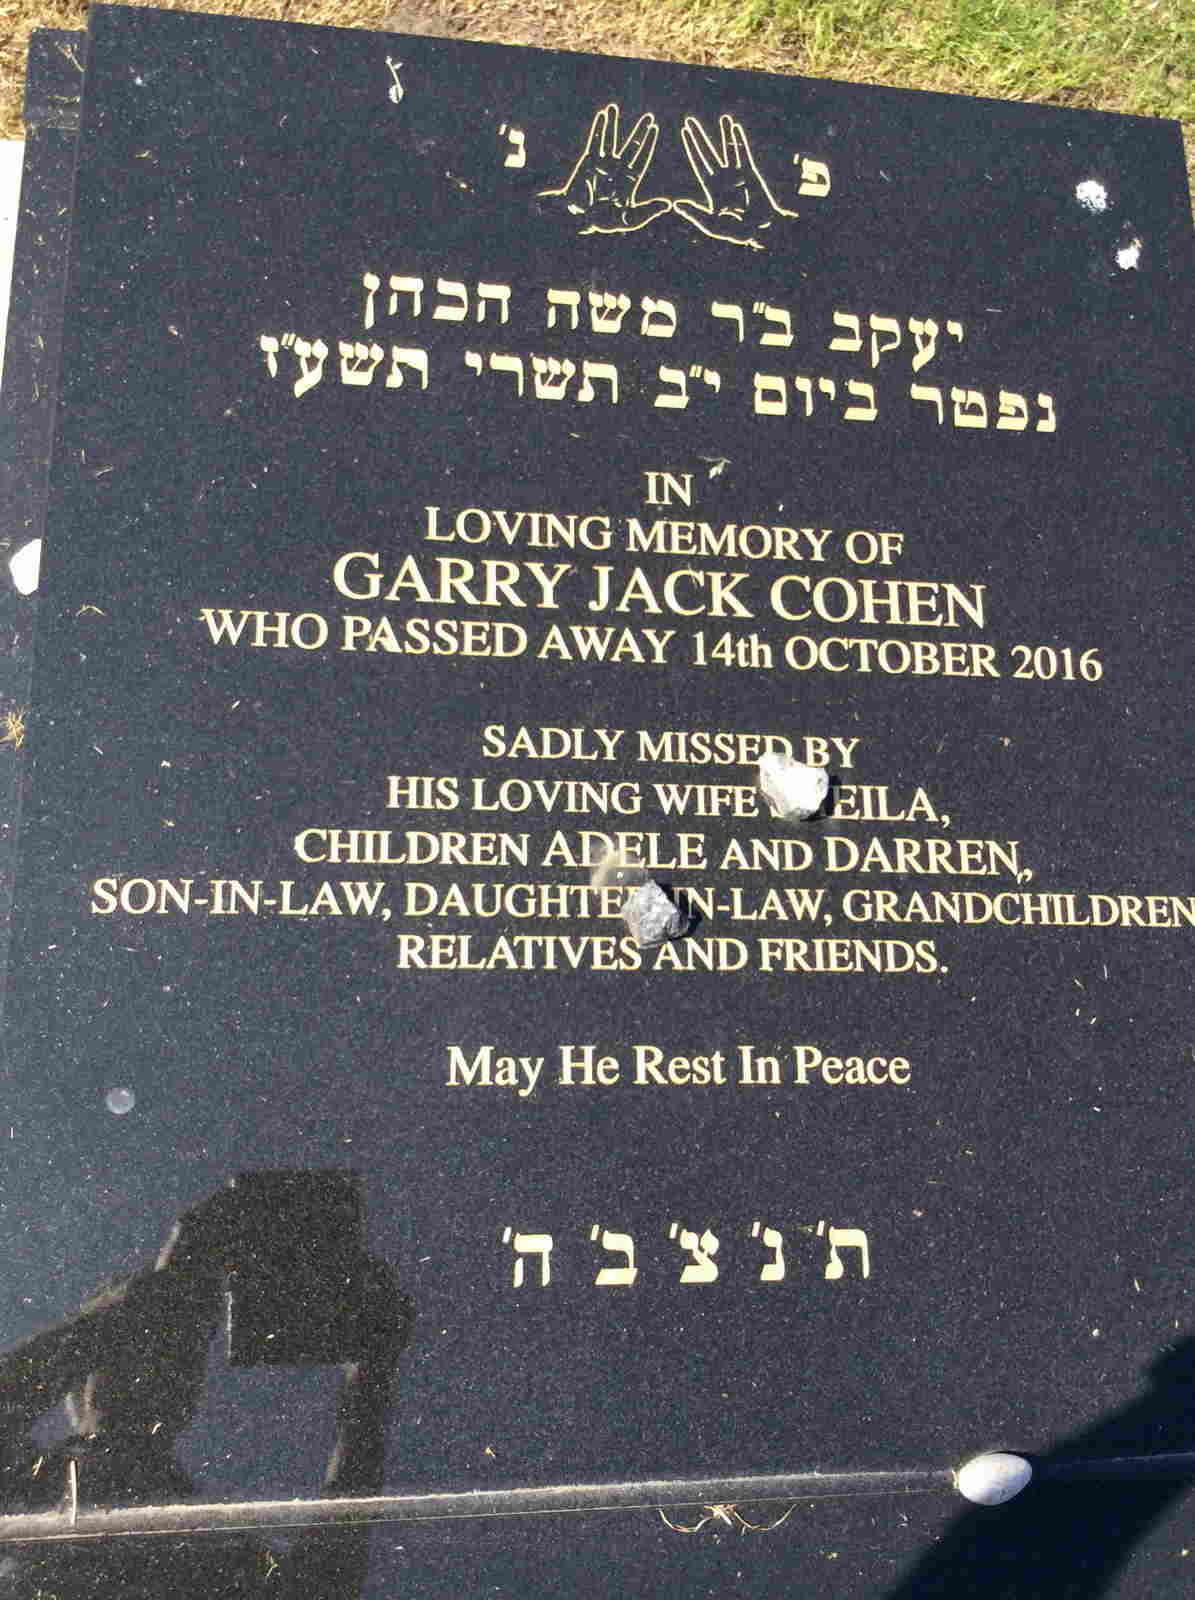 פ' נ'
יעקב ב"ר משה הכהן
נפטר ביום י"ב תשרי תשע"ז
IN
LOVING MEMORY OF
GARRY JACK COHEN
WHO PASSED AWAY 14th OCTOBER 2016
SADLY MISSED BY
HIS LOVING WIFE
CHILDREN ADELE AND DARREN,
SON-IN-LAW, DAUGHTER-IN-LAW, GRANDCHILDREN
RELATIVES AND FRIENDS.
May He Rest In Peace
ת' נ' צ' ב' ה'